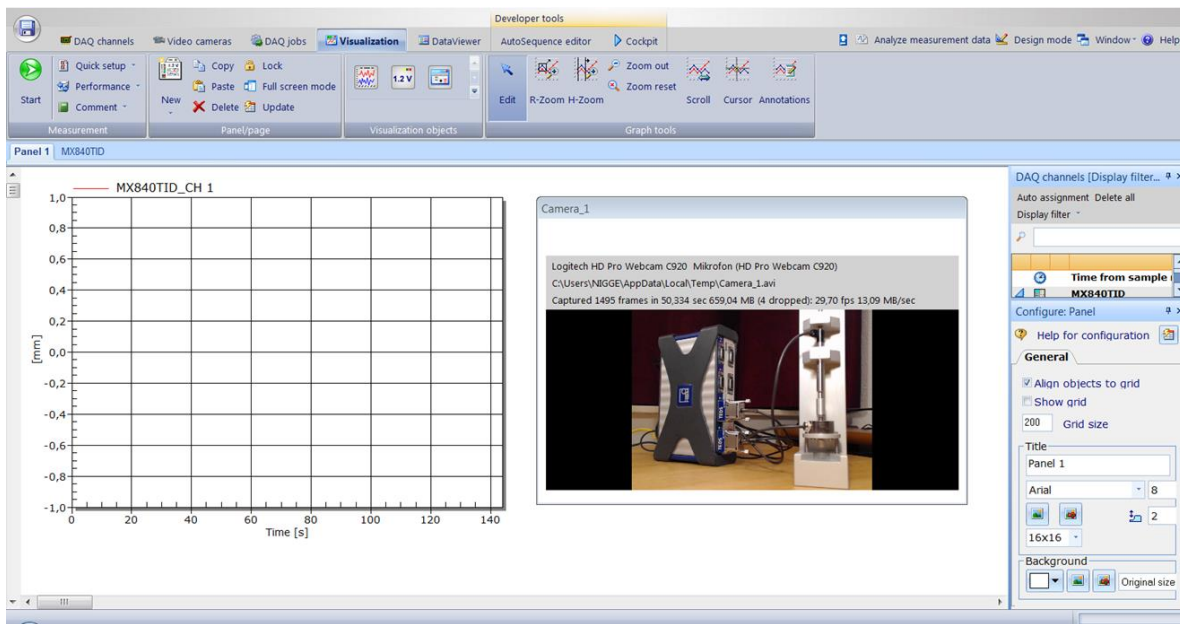 Developer tools
DAQ channels Video cameras DAQ jobs Visualization DataViewer AutoSequence editor Cockpit Analyze measurement data Design mode Window Help
Start
Quick setup
Performance
Comment
Measurement
New
Copy
Paste
Delete
Lock
Full screen mode
Update
Panel/page
1.2 V
Visualization objects
Edit R-Zoom H-Zoom
Zoom out
Zoom reset
Scroll Cursor Annotations
Graph tools
Panel 1 MX840TID
MX840TID_CH 1
1,0
0,8
0,6
0,4
0,2
0,0
-0,2
-0,4
-0,6
-0,8
-1,0
[mm]
0 20 40 60 80 100 120 140
Time [s]
Camera_1
Logitech HD Pro Webcam C920 Mikrofon (HD Pro Webcam C920)
C:\Users\NIGGE\AppData\Local\Temp\Camera_1.avi
Captured 1495 frames in 50,334 sec 659,04 MB (4 dropped): 29,70 fps 13,09 MB/sec
DAQ channels [Display filter...
Auto assignment Delete all
Display filter
Time from sample
MX840TID
Configure: Panel
Help for configuration
General
Align objects to grid
Show grid
200 Grid size
Title
Panel 1
Arial 8
2
16x16
Background
Original size